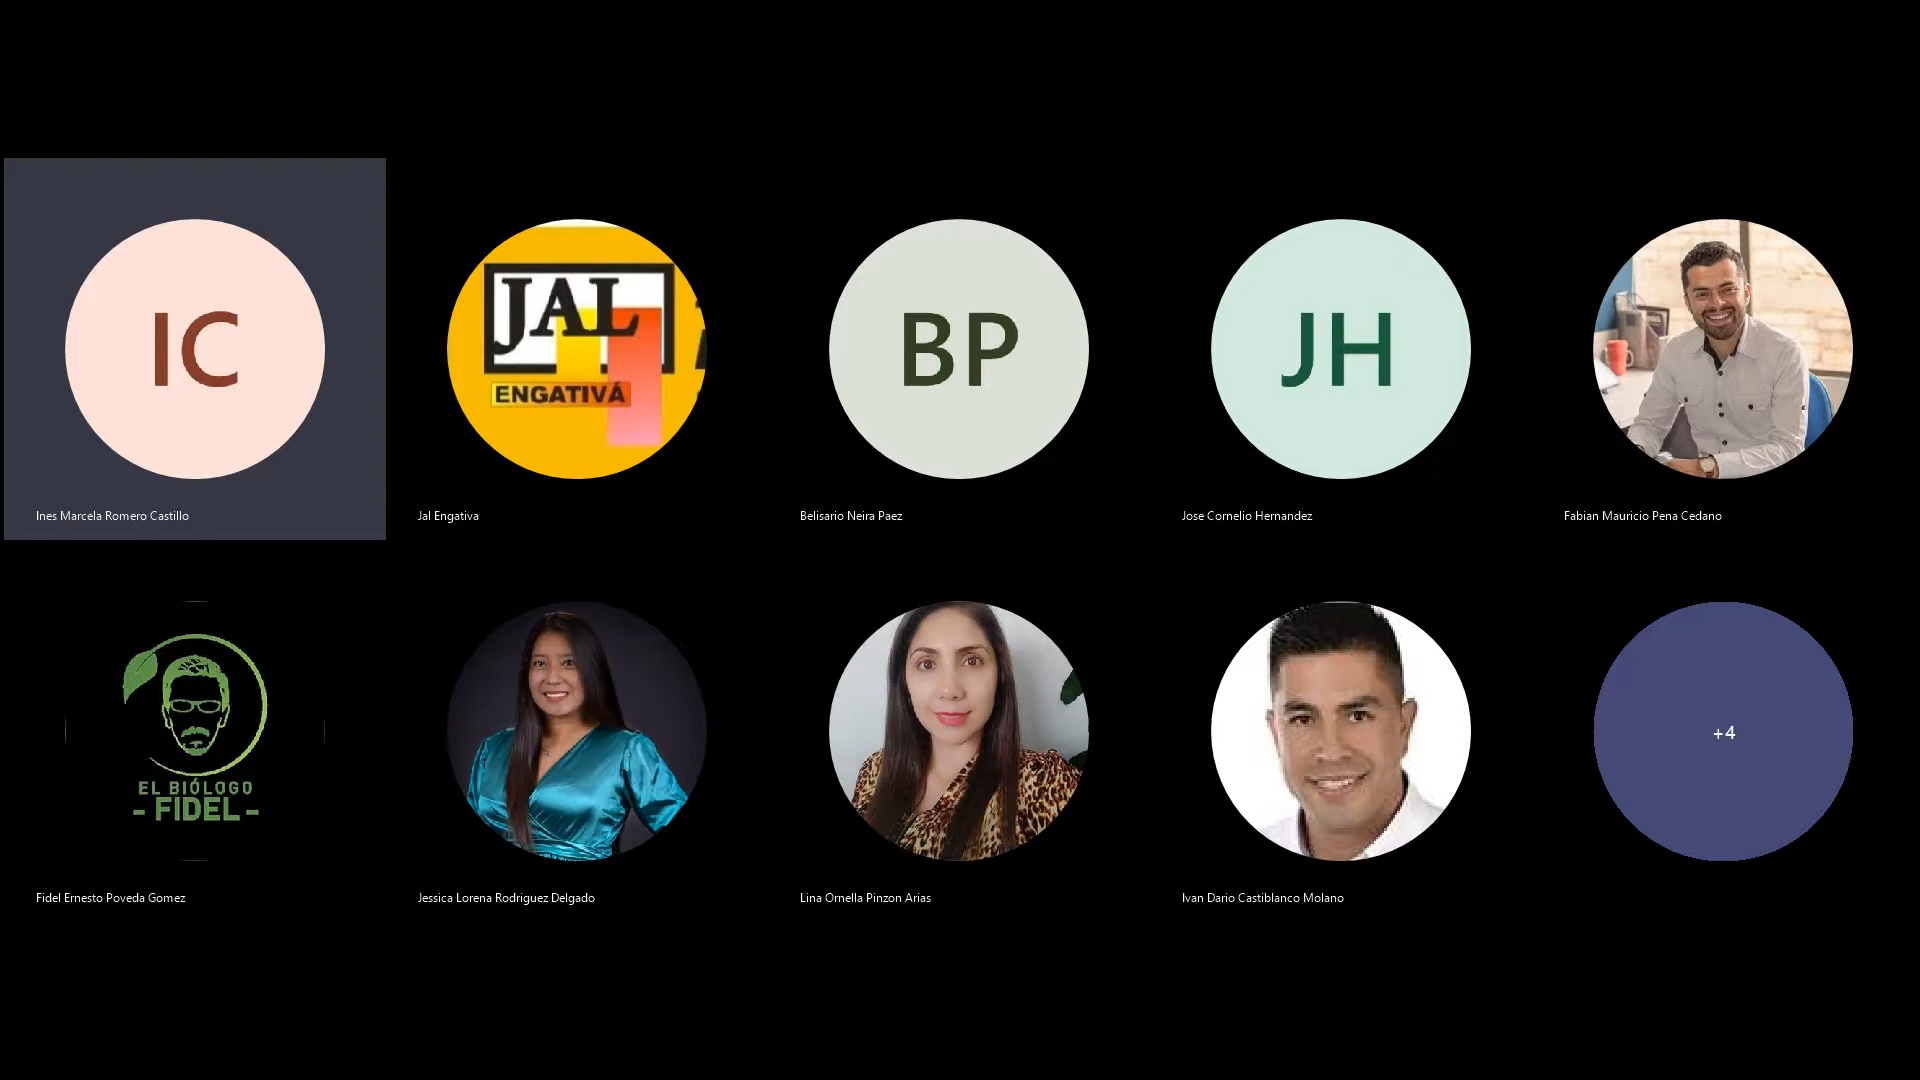 IC
JAL
ENGATIVÁ
BP
JH
Ines Marcela Romero Castillo
Jal Engativa
Belisario Neira Paez
Jose Cornelio Hernandez
Fabian Mauricio Pena Cedano
EL BIÓLOGO
- FIDEL -
+4
Fidel Ernesto Poveda Gomez
Jessica Lorena Rodriguez Delgado
Lina Ornella Pinzon Arias
Ivan Dario Castiblanco Molano